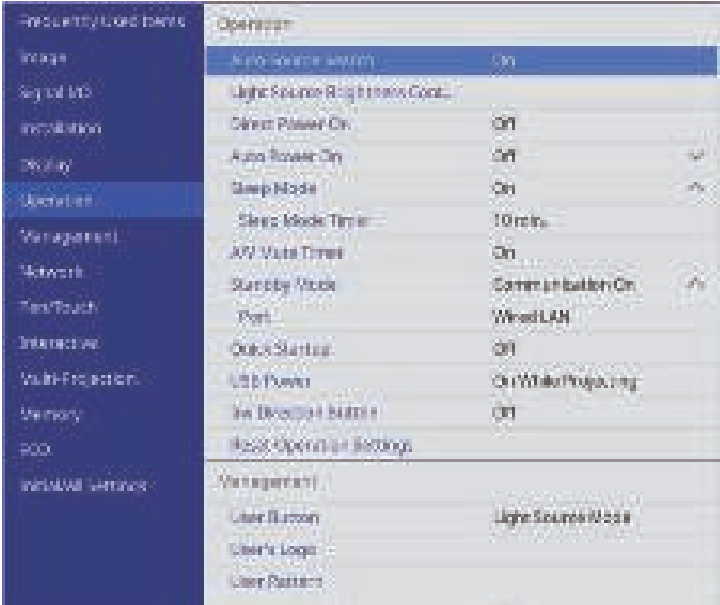 Frequently Used Items
Image
Signal I/O
Installation
Display
Operation
Management
Network
Pen/Touch
Interactive
Multi-Projection
Memory
ECO
Initial/All Settings
Operation
Auto Source Search On
Light Source Brightness Cont...
Direct Power On Off
Auto Power On Off
Sleep Mode On
Sleep Mode Timer 10 min.
A/V Mute Timer On
Standby Mode Communication On
Port Wired LAN
Quick Startup Off
USB Power On While Projecting
Direction Button Off
Reset Operation Settings
Management
User Button Light Source Mode
User's Logo
User Pattern